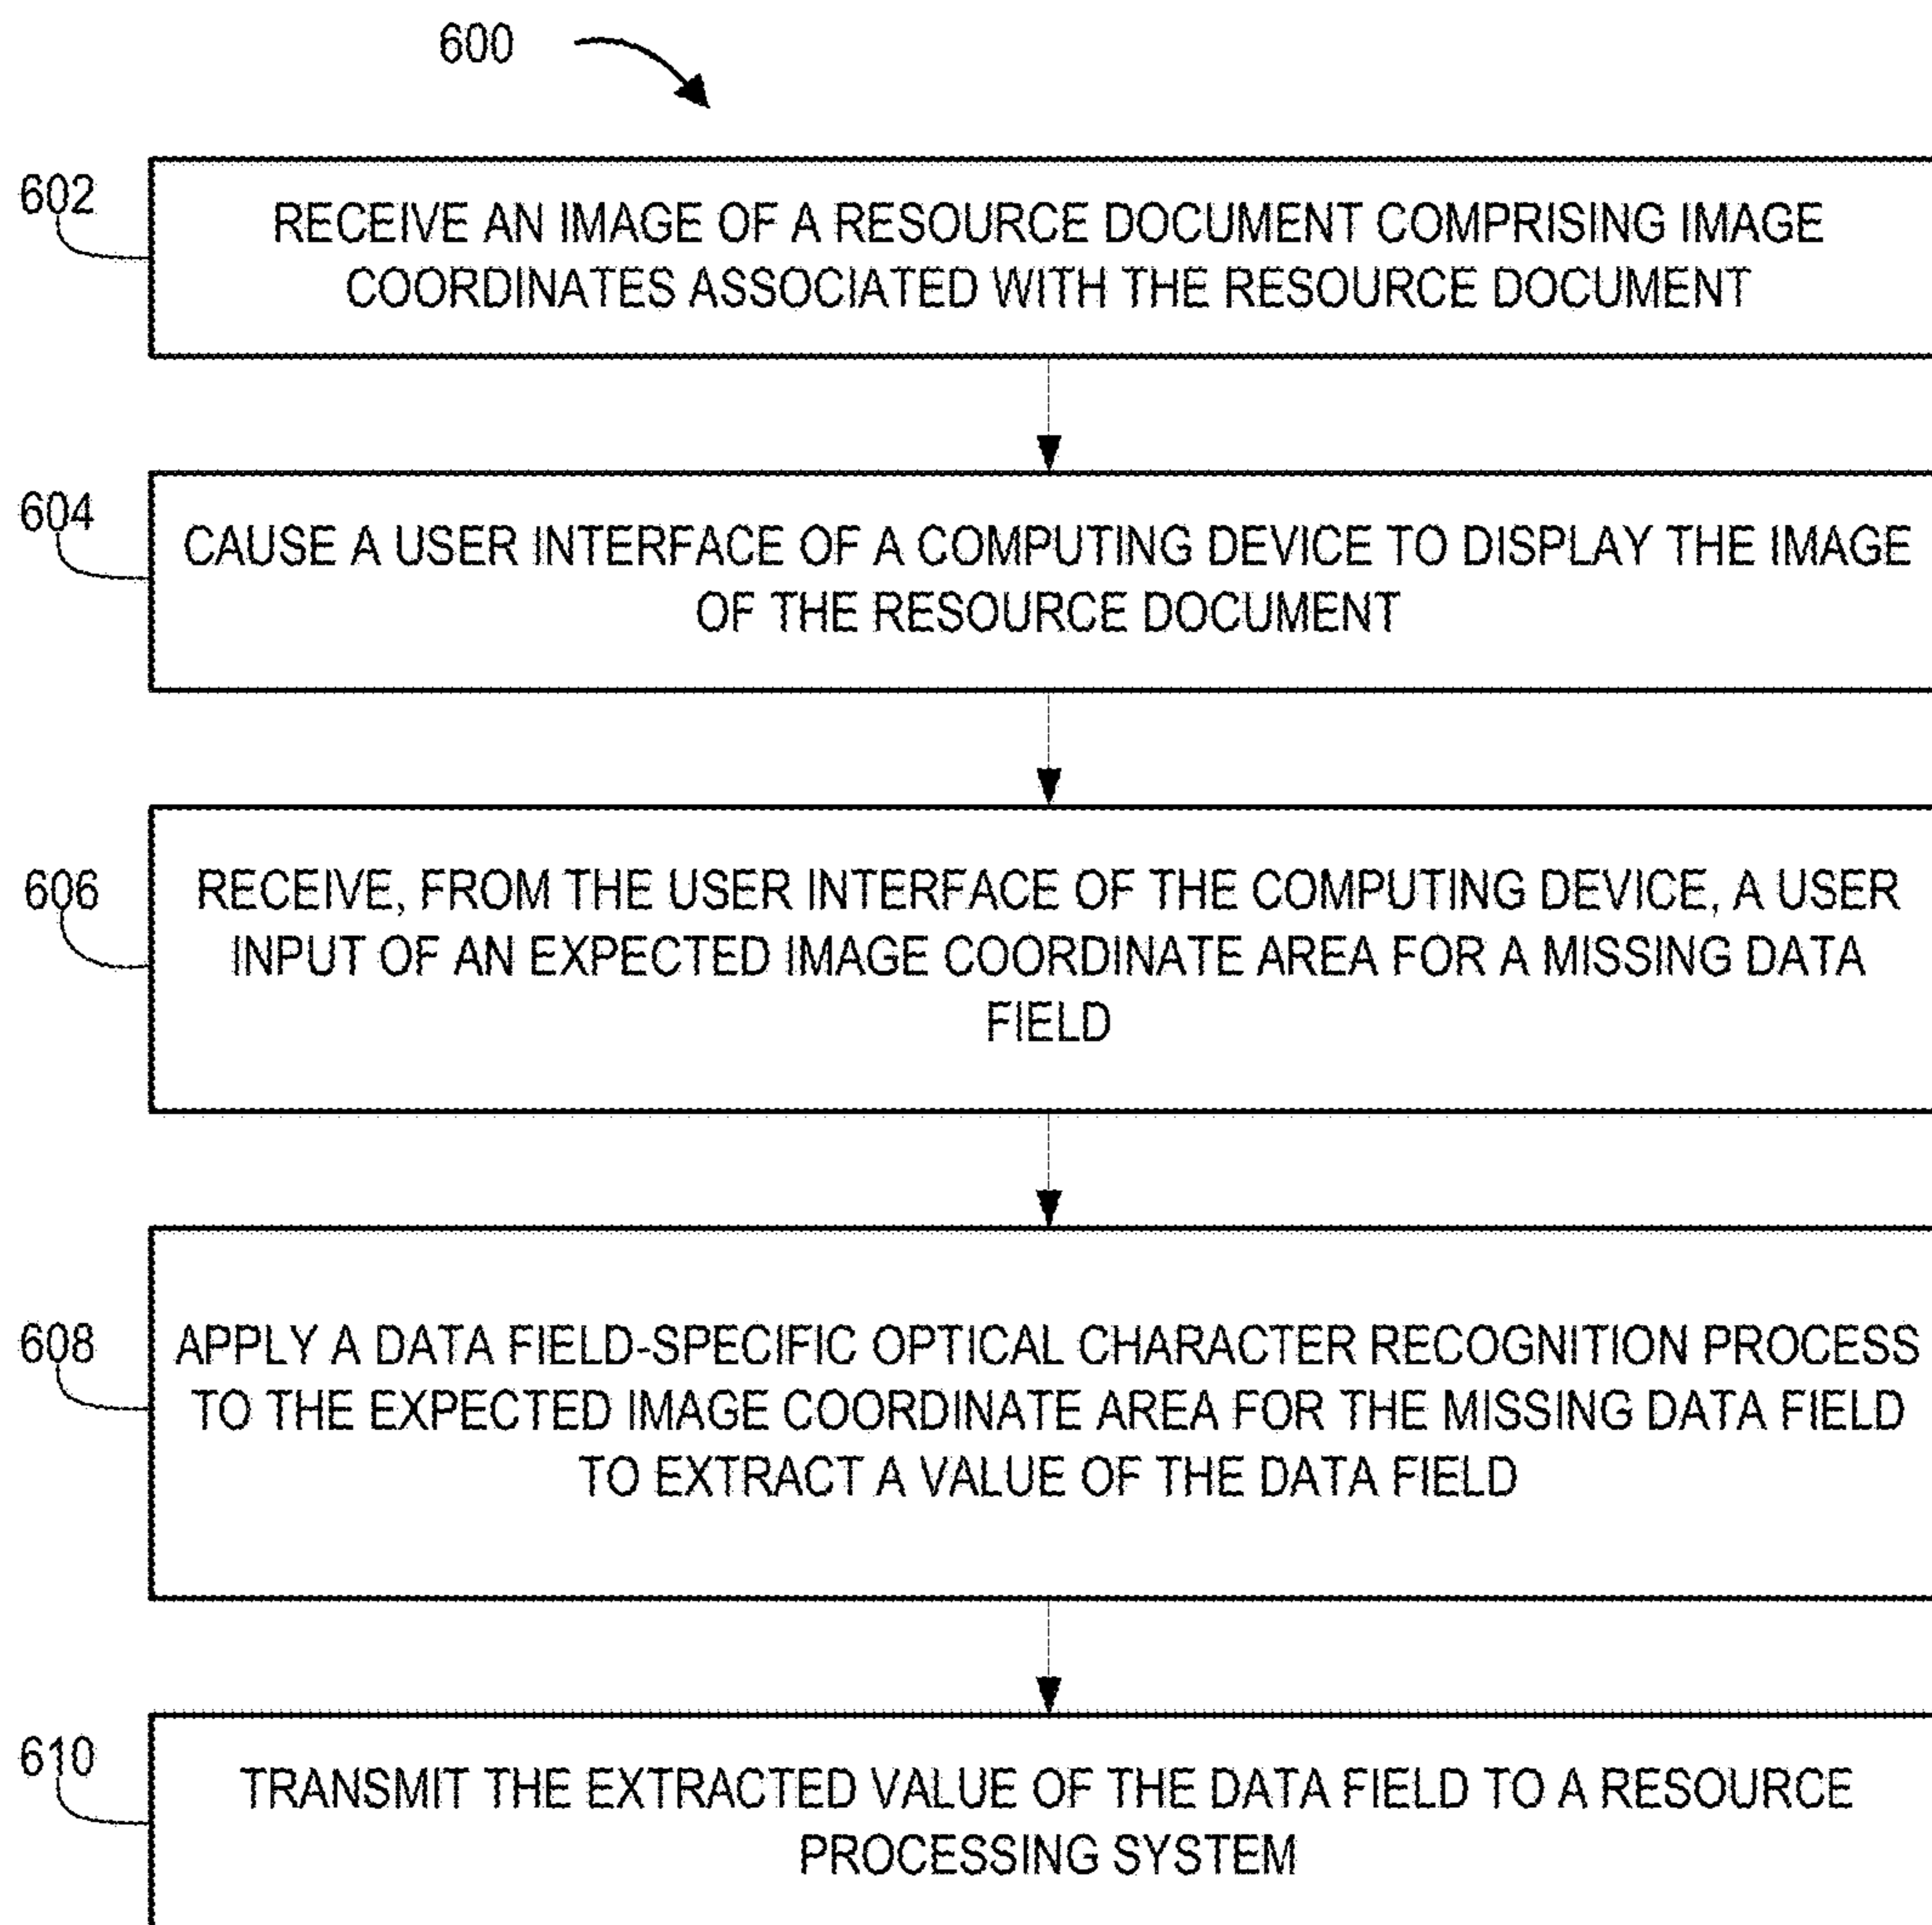 600
602
RECEIVE AN IMAGE OF A RESOURCE DOCUMENT COMPRISING IMAGE
COORDINATES ASSOCIATED WITH THE RESOURCE DOCUMENT
604
CAUSE A USER INTERFACE OF A COMPUTING DEVICE TO DISPLAY THE IMAGE
OF THE RESOURCE DOCUMENT
606
RECEIVE, FROM THE USER INTERFACE OF THE COMPUTING DEVICE, A USER
INPUT OF AN EXPECTED IMAGE COORDINATE AREA FOR A MISSING DATA
FIELD
608
APPLY A DATA FIELD-SPECIFIC OPTICAL CHARACTER RECOGNITION PROCESS
TO THE EXPECTED IMAGE COORDINATE AREA FOR THE MISSING DATA FIELD
TO EXTRACT A VALUE OF THE DATA FIELD
610
TRANSMIT THE EXTRACTED VALUE OF THE DATA FIELD TO A RESOURCE
PROCESSING SYSTEM